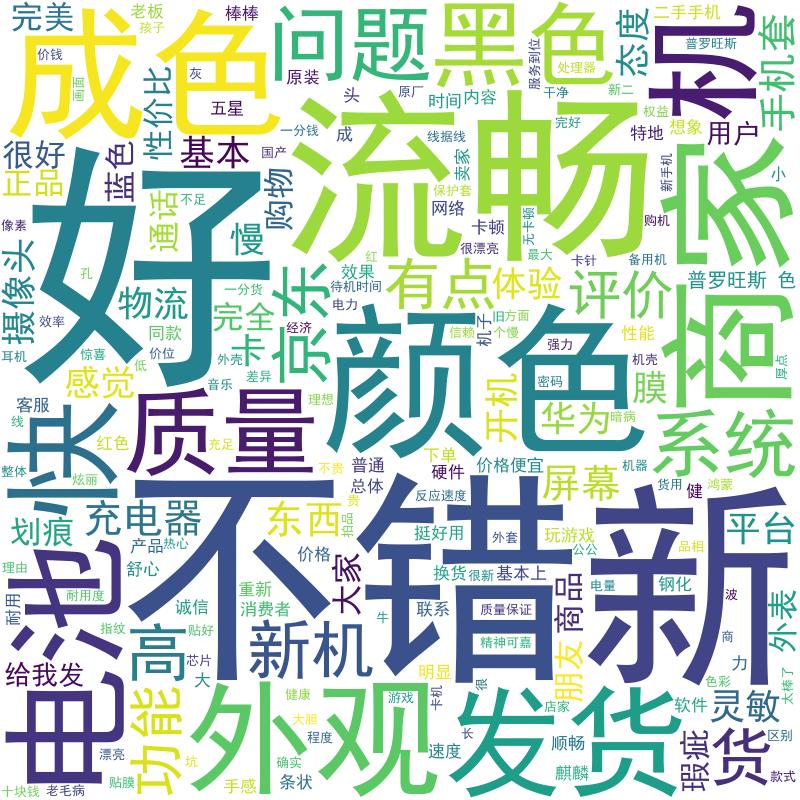 完美
老板
孩子
棒棒
问题
黑色
机
态度
二手手机
手机套
普罗旺斯
成色
价钱
画面
灰
五星
性价比
原装
头
原厂
服务到位
处理器
干净
新二
权益
时间
内容
一分钱
成
线据线
完好
特地
想象
用户
很好
蓝色
基本
国产
流畅
卖家
保护套
网络
卡顿
无卡顿
新手机
小
家
正品
好
通话
不足
购物
慢
很漂亮
最大
购机
像素
摄像头
孔
一分货
京东
效果
待机时间
电力
有点
体验
卡针
备用机
评价
商
普罗旺斯
色
物流
完全
效率
同款
经济
信赖
旧
方面
个慢
机子
性能
耳机
惊喜
价位
外壳
卡
颜色
强力
机壳
厚点
低
差异
感觉
音乐
理想
密码
膜
开机
华为
暗病
客服
质量
线
快
红色
充足
红
不贵
普通
下单
硬件
价格便宜
系统
整体
炫丽
总体
贵
反应速度
屏幕
机器
货用
健
鸿蒙
划痕
充电器
不错
东西
拍品
外套
挺好用
玩游戏
公公
新
品相
平台
产品
热心
价格
大家
理由
舒心
换货
很新
基本上
电量
钢化
耐用
耐用度
电池
诚信
重新
消费者
联系
质量保证
商品
波
外表
指纹
贴好
牛
精神可嘉
商
给我发
高
芯片
新机
明显
朋友
力
大
很
色彩
太棒了
功能
外观
健康
大胆
游戏
卡机
发货
店家
软件
灵敏
漂亮
程度
长
区别
坑
确实
速度
顺畅
瑕疵
货
十块钱
老毛病
贴膜
手感
条状
麒麟
款式